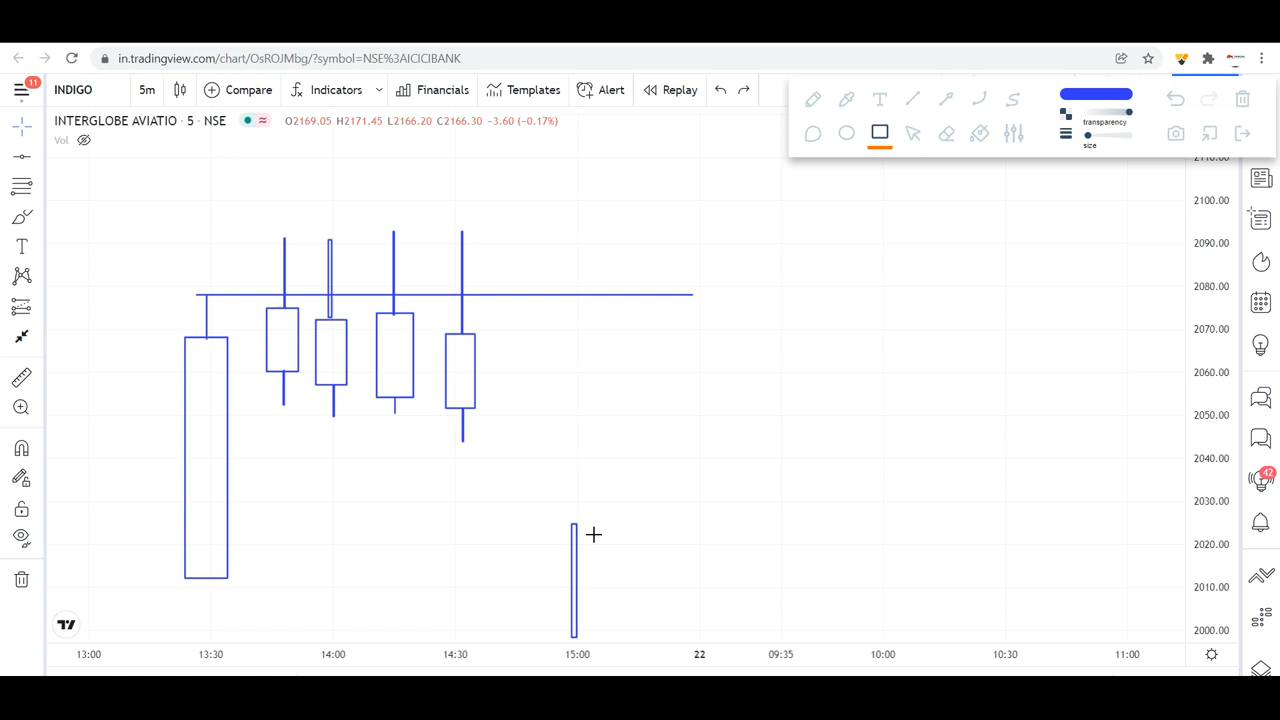 in.tradingview.com/chart/OsROJMbg/?symbol=NSE%3AICICIBANK
11
INDIGO 5m Compare Indicators Financials Templates Alert Replay
transparency
size
INTERGLOBE AVIATIO · 5 · NSE O2169.05 H2171.45 L2166.20 C2166.30 −3.60 (−0.17%)
Vol
2110.00
2100.00
2090.00
2080.00
2070.00
2060.00
2050.00
2040.00
2030.00
2020.00
2010.00
2000.00
42
13:00 13:30 14:00 14:30 15:00 22 09:35 10:00 10:30 11:00